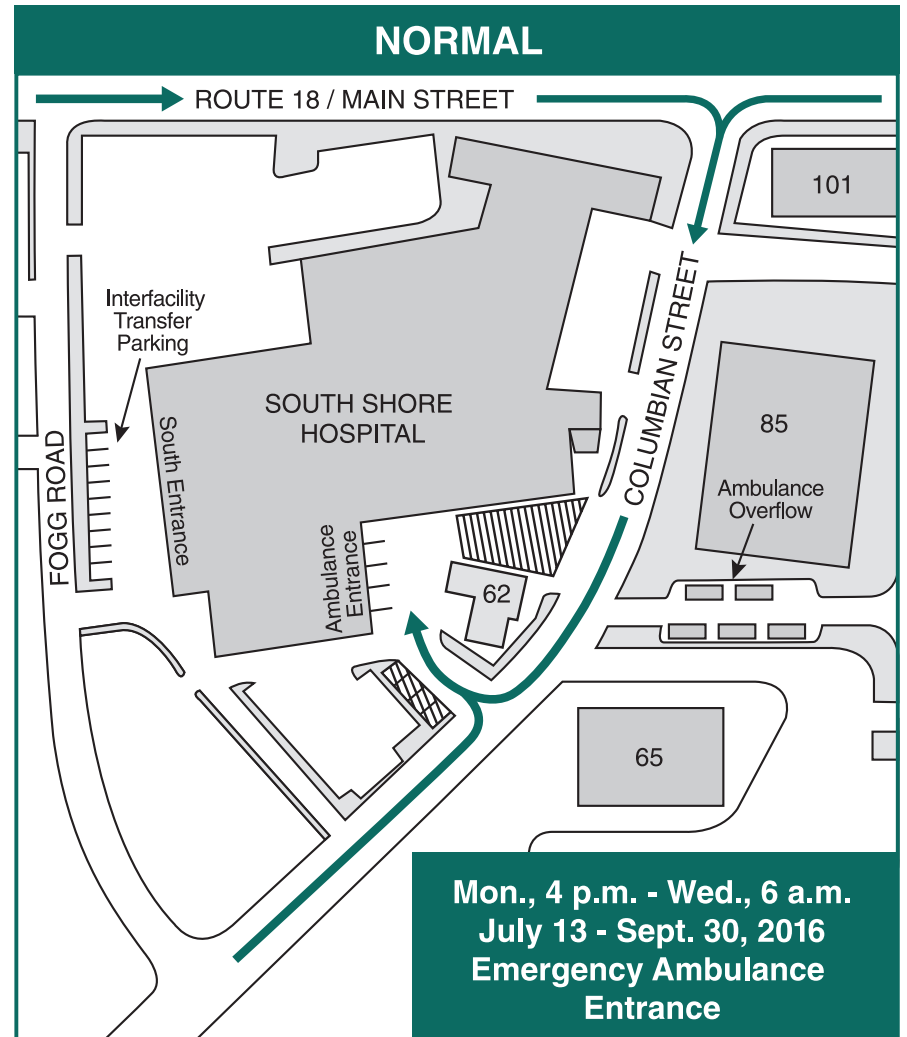 NORMAL
ROUTE 18 / MAIN STREET
101
Interfacility
Transfer
Parking
COLUMBIAN STREET
SOUTH SHORE
HOSPITAL
85
South Entrance
FOGG ROAD
Ambulance
Overflow
Ambulance
Entrance
62
65
Mon., 4 p.m. - Wed., 6 a.m.
July 13 - Sept. 30, 2016
Emergency Ambulance
Entrance